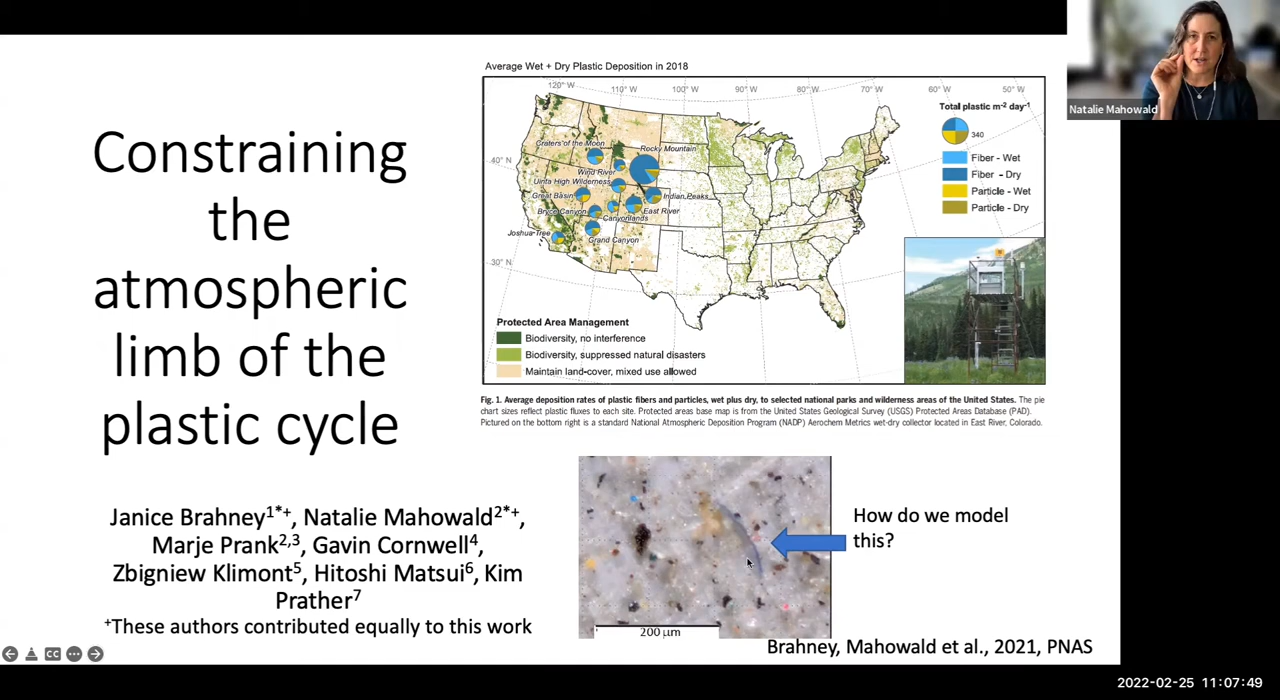 Constraining
the
atmospheric
limb of the
plastic cycle
Janice Brahney1*+, Natalie Mahowald2*+,
Marje Prank2,3, Gavin Cornwell4,
Zbigniew Klimont5, Hitoshi Matsui6, Kim
Prather7
+These authors contributed equally to this work
Average Wet + Dry Plastic Deposition in 2018
120° W
110° W
100° W
90° W
80° W
70° W
60° W
50° W
40° N
30° N
Craters of the Moon
Rocky Mountain
Wind River
Uinta High Wilderness
Great Basin
Indian Peaks
Bryce Canyon
East River
Canyonlands
Joshua Tree
Grand Canyon
Total plastic m-2 day-1
340
Fiber - Wet
Fiber - Dry
Particle - Wet
Particle - Dry
Protected Area Management
Biodiversity, no interference
Biodiversity, suppressed natural disasters
Maintain land-cover, mixed use allowed
Fig. 1. Average deposition rates of plastic fibers and particles, wet plus dry, to selected national parks and wilderness areas of the United States. The pie
chart sizes reflect plastic fluxes to each site. Protected areas base map is from the United States Geological Survey (USGS) Protected Areas Database (PAD).
Pictured on the bottom right is a standard National Atmospheric Deposition Program (NADP) Aerochem Metrics wet-dry collector located in East River, Colorado.
200 µm
How do we model
this?
Brahney, Mahowald et al., 2021, PNAS
Natalie Mahowald
CC
2022-02-25 11:07:49